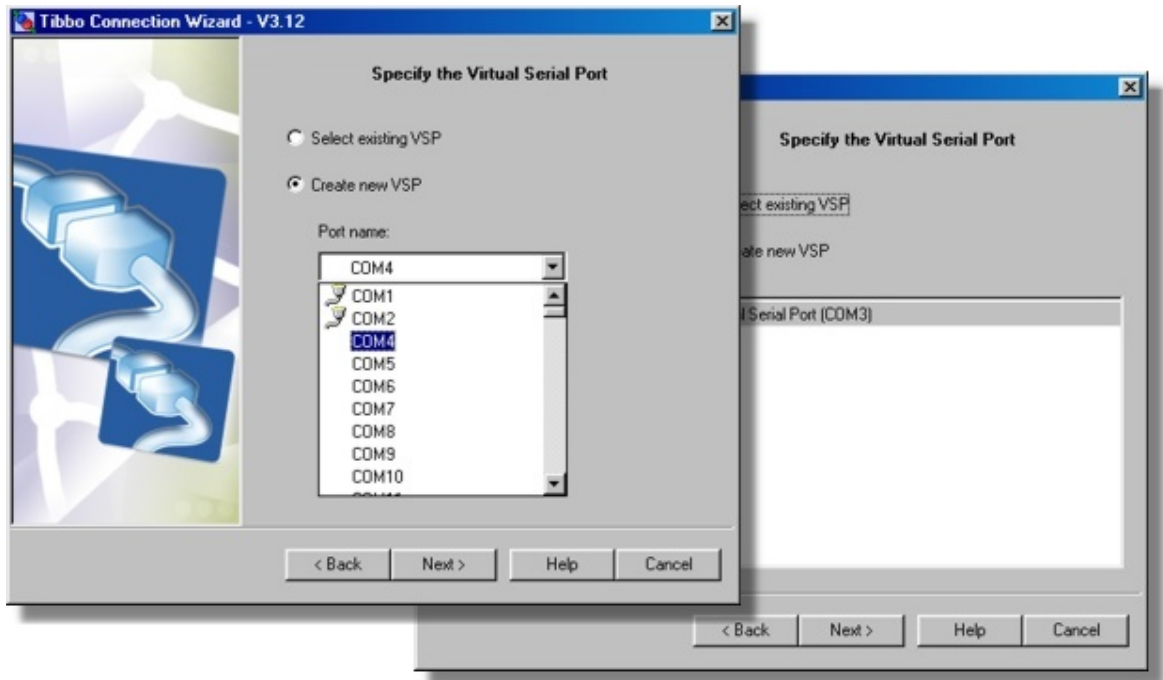 Tibbo Connection Wizard - V3.12
Specify the Virtual Serial Port
Select existing VSP
Create new VSP
Port name:
COM4
COM1
COM2
COM4
COM5
COM6
COM7
COM8
COM9
COM10
< Back Next > Help Cancel
Specify the Virtual Serial Port
existing VSP
new VSP
Serial Port (COM3)
< Back Next > Help Cancel